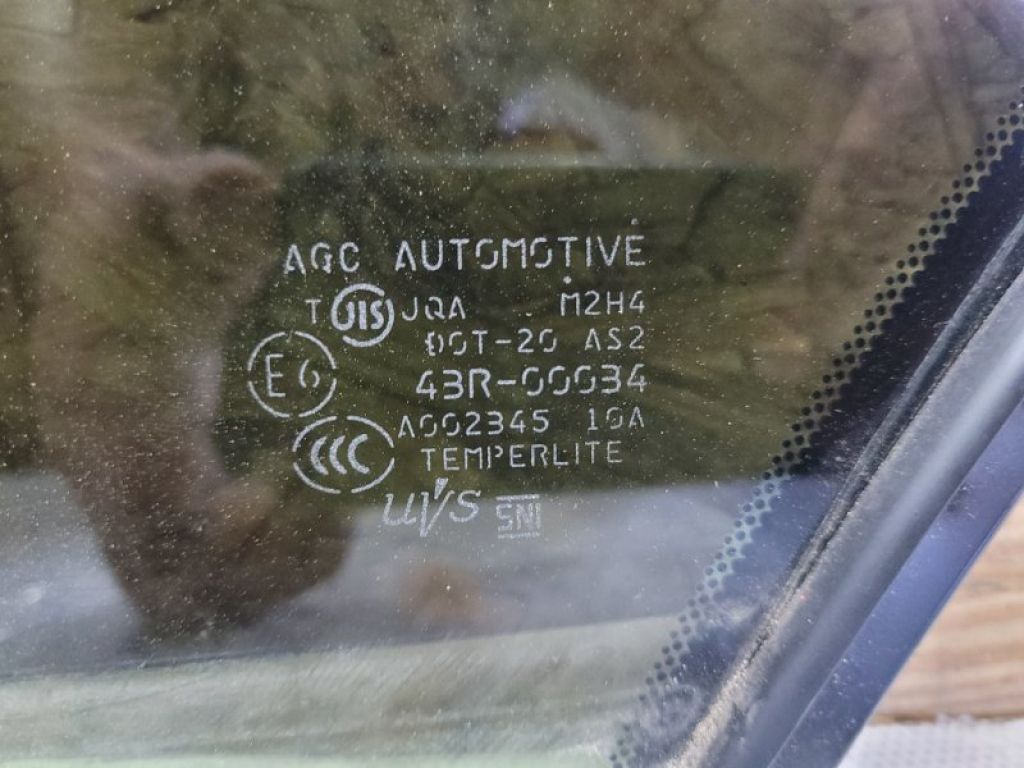 AGC AUTOMOTIVE
T JIS JQA M2H4
DOT-20 AS2
E6 43R-00034
CCC A002345 10A
TEMPERLITE
UVS SNI